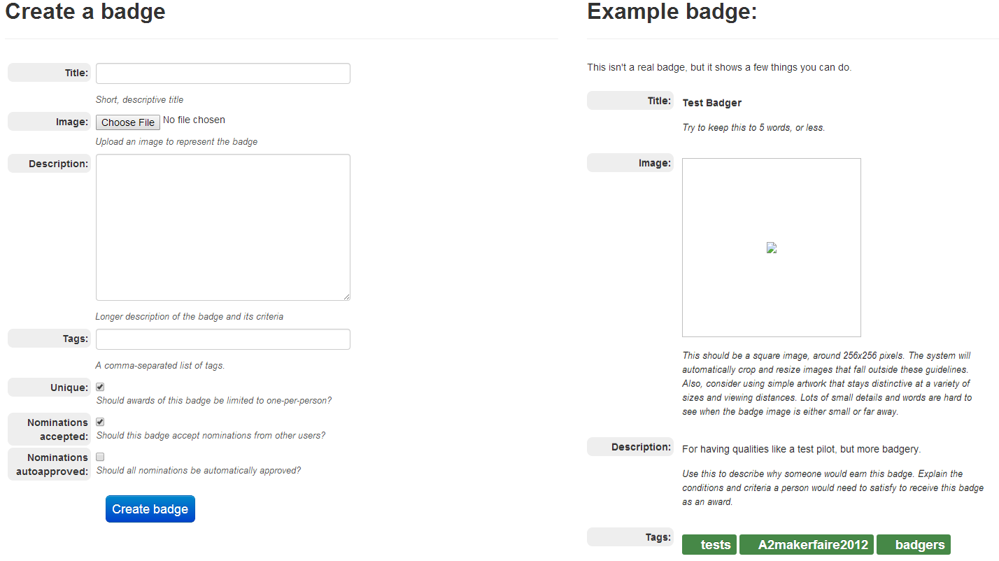 Create a badge
Title:
Short, descriptive title
Image: Choose File No file chosen
Upload an image to represent the badge
Description:
Longer description of the badge and its criteria
Tags:
A comma-separated list of tags.
Unique:
Should awards of this badge be limited to one-per-person?
Nominations
accepted:
Should this badge accept nominations from other users?
Nominations
autoapproved:
Should all nominations be automatically approved?
Create badge
Example badge:
This isn't a real badge, but it shows a few things you can do.
Title: Test Badger
Try to keep this to 5 words, or less.
Image:
This should be a square image, around 256x256 pixels. The system will
automatically crop and resize images that fall outside these guidelines.
Also, consider using simple artwork that stays distinctive at a variety of
sizes and viewing distances. Lots of small details and words are hard to
see when the badge image is either small or far away.
Description: For having qualities like a test pilot, but more badgery.
Use this to describe why someone would earn this badge. Explain the
conditions and criteria a person would need to satisfy to receive this badge
as an award.
Tags: tests A2makerfaire2012 badgers